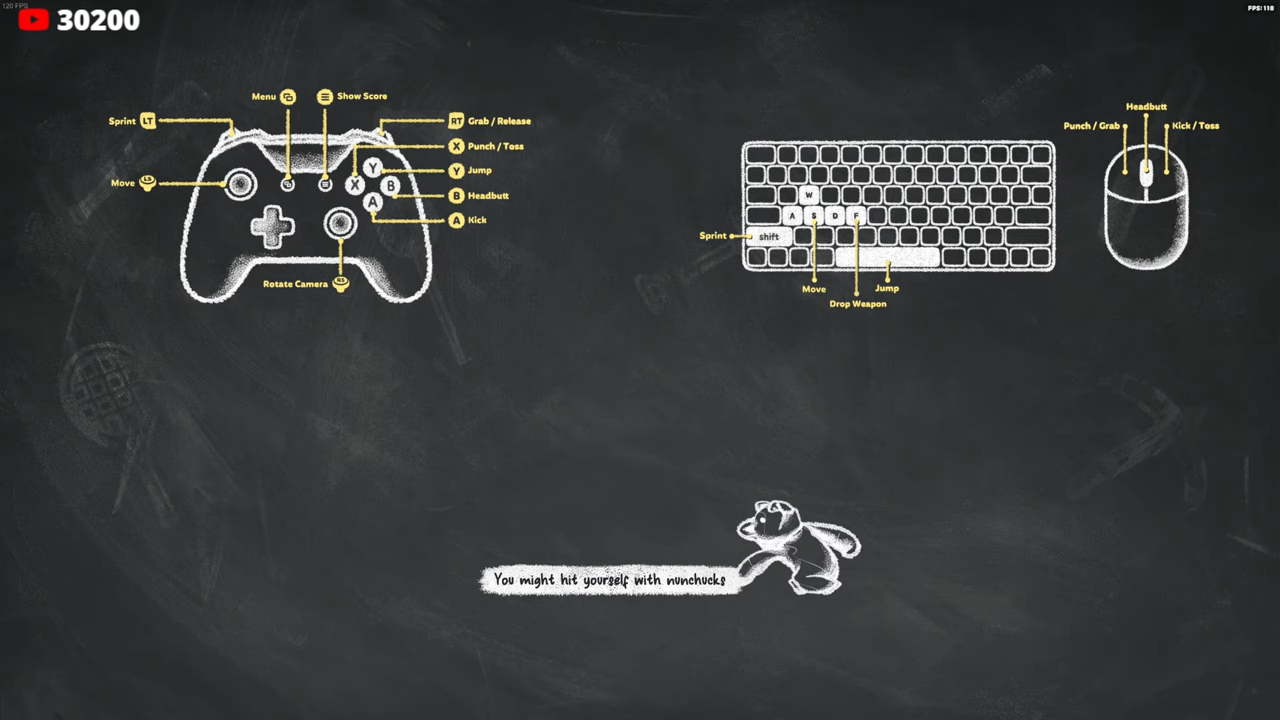 120 FPS
30200
FPS: 118
Menu
Show Score
Sprint LT
RT Grab / Release
X Punch / Toss
Y Jump
B Headbutt
A Kick
Move LS
Y
X B
A
Rotate Camera RS
Headbutt
Punch / Grab
Kick / Toss
W
A S D F
Sprint
shift
Move
Jump
Drop Weapon
You might hit yourself with nunchucks